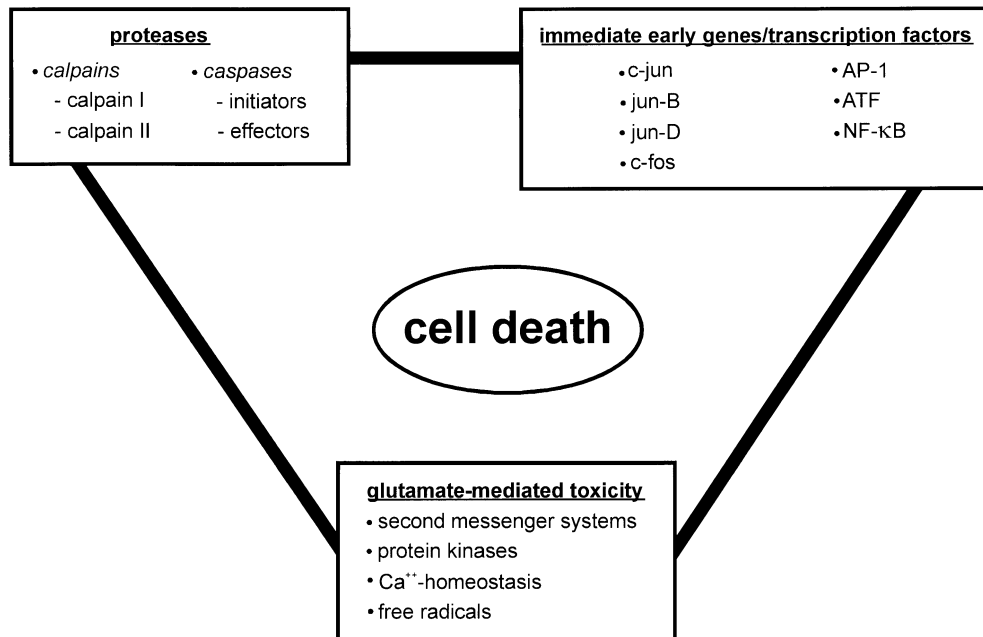 proteases
• calpains
- calpain I
- calpain II
• caspases
- initiators
- effectors
immediate early genes/transcription factors
• c-jun
• jun-B
• jun-D
• c-fos
• AP-1
• ATF
• NF-κB
cell death
glutamate-mediated toxicity
• second messenger systems
• protein kinases
• Ca⁺⁺-homeostasis
• free radicals